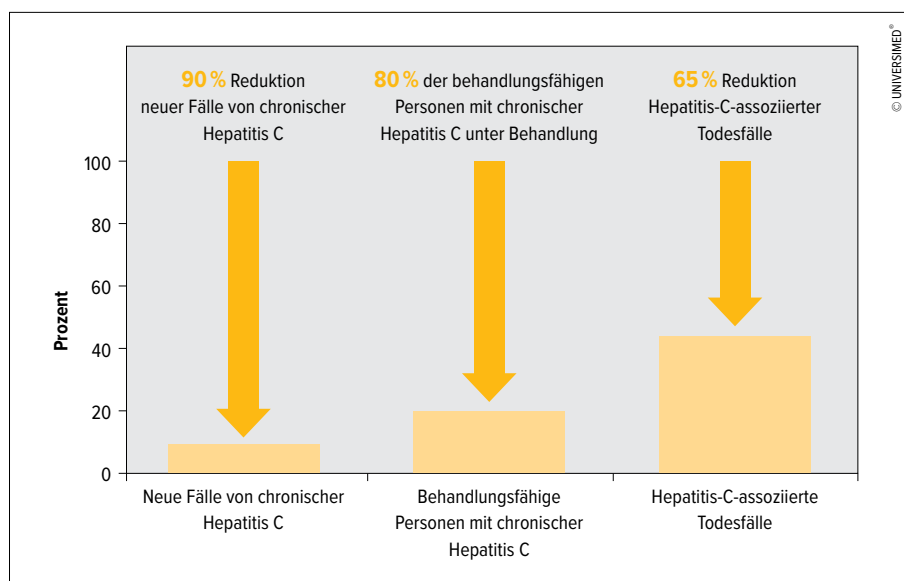 © UNIVERSIMED®
90 % Reduktion
neuer Fälle von chronischer
Hepatitis C
80 % der behandlungsfähigen
Personen mit chronischer
Hepatitis C unter Behandlung
65 % Reduktion
Hepatitis-C-assoziierter
Todesfälle
Prozent
100
80
60
40
20
0
Neue Fälle von chronischer
Hepatitis C
Behandlungsfähige
Personen mit chronischer
Hepatitis C
Hepatitis-C-assoziierte
Todesfälle